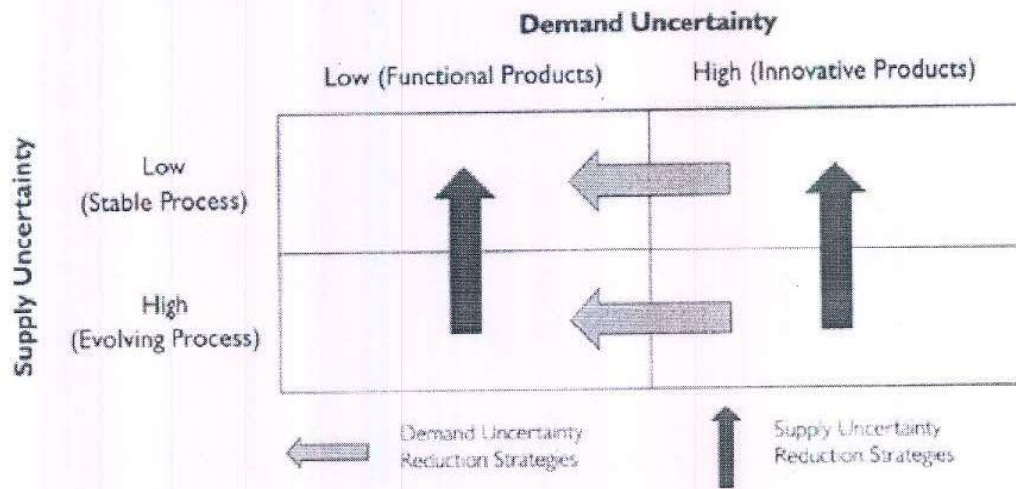 Demand Uncertainty
Low (Functional Products)
High (Innovative Products)
Supply Uncertainty
Low
(Stable Process)
High
(Evolving Process)
Demand Uncertainty
Reduction Strategies
Supply Uncertainty
Reduction Strategies